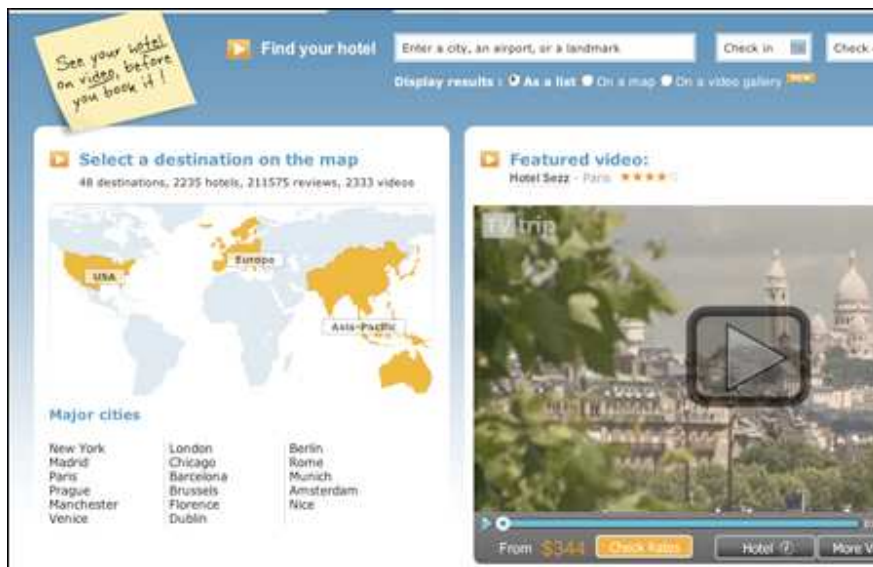 See your hotel
on video, before
you book it!
Find your hotel
Enter a city, an airport, or a landmark
Check in
Check
Display results : As a list On a map On a video gallery NEW
Select a destination on the map
48 destinations, 2235 hotels, 211575 reviews, 2333 videos
USA
Europe
Asia-Pacific
Major cities
New York London Berlin
Madrid Chicago Rome
Paris Barcelona Munich
Prague Brussels Amsterdam
Manchester Florence Nice
Venice Dublin
Featured video:
Hotel Sezz - Paris
TV trip
From $344 Check Rates Hotel More V